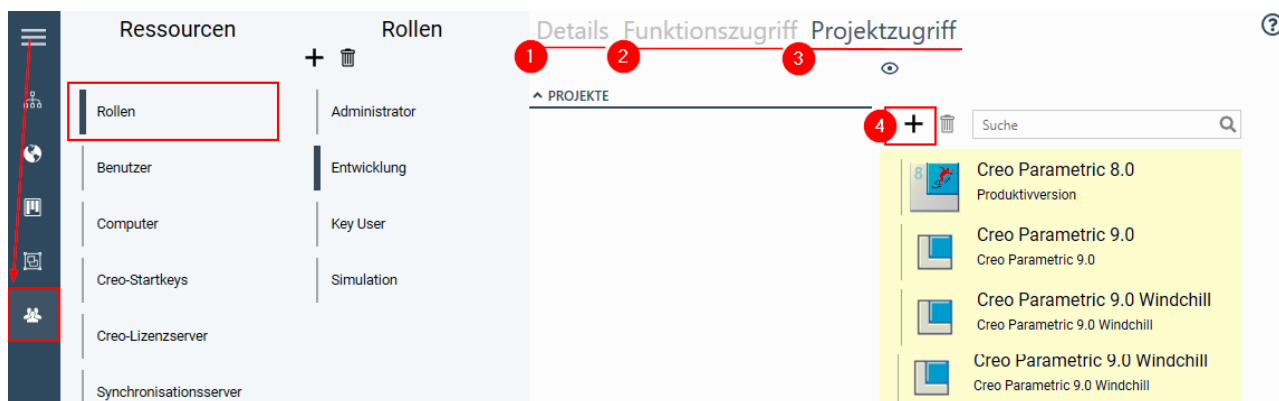 Ressourcen
Rollen
Benutzer
Computer
Creo-Startkeys
Creo-Lizenzserver
Synchronisationsserver
Rollen
Administrator
Entwicklung
Key User
Simulation
Details Funktionszugriff Projektzugriff
1 2 3
PROJEKTE
4
Suche
8
Creo Parametric 8.0
Produktivversion
Creo Parametric 9.0
Creo Parametric 9.0
Creo Parametric 9.0 Windchill
Creo Parametric 9.0 Windchill
Creo Parametric 9.0 Windchill
Creo Parametric 9.0 Windchill